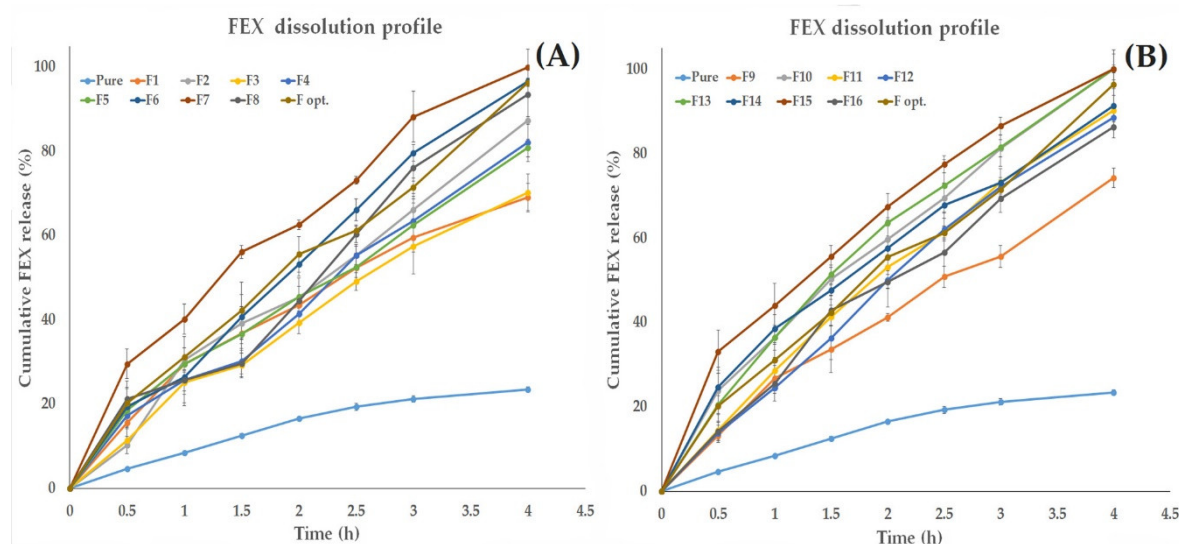 FEX dissolution profile
(A)
Pure F1 F2 F3 F4
F5 F6 F7 F8 F opt.
Cumulative FEX release (%)
100
80
60
40
20
0
0 0.5 1 1.5 2 2.5 3 3.5 4 4.5
Time (h)
FEX dissolution profile
(B)
Pure F9 F10 F11 F12
F13 F14 F15 F16 F opt.
Cumulative FEX release (%)
100
80
60
40
20
0
0 0.5 1 1.5 2 2.5 3 3.5 4 4.5
Time (h)